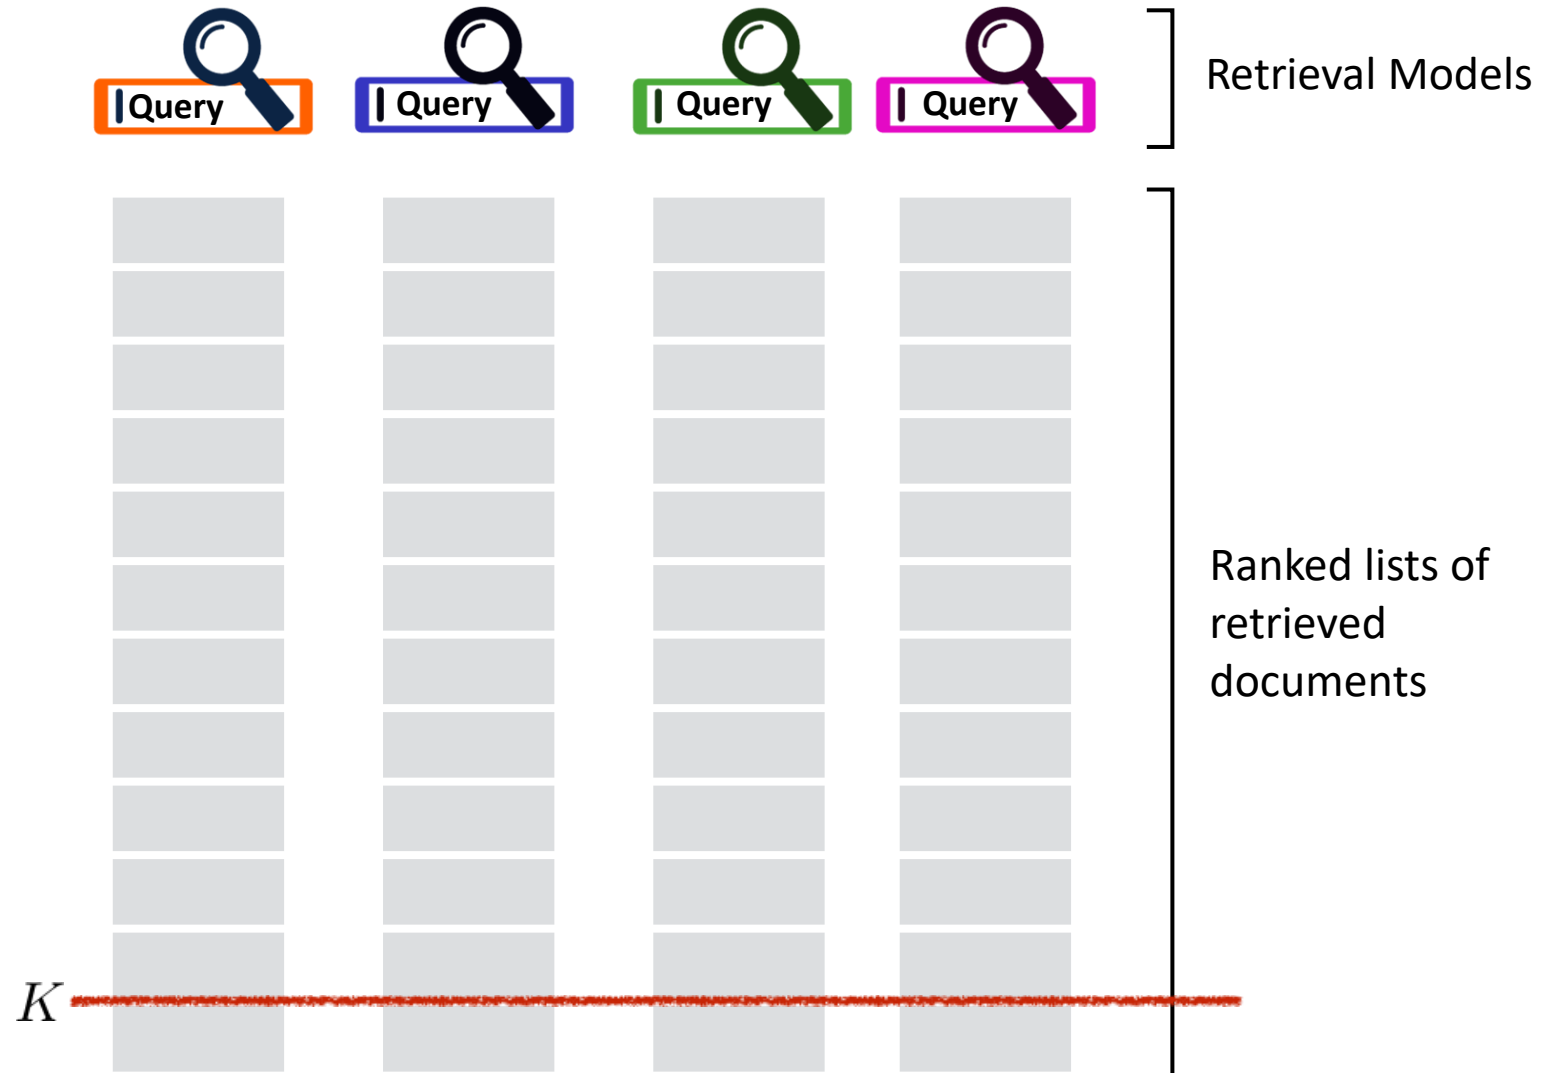 Query
Query
Query
Query
Retrieval Models
Ranked lists of
retrieved
documents
K